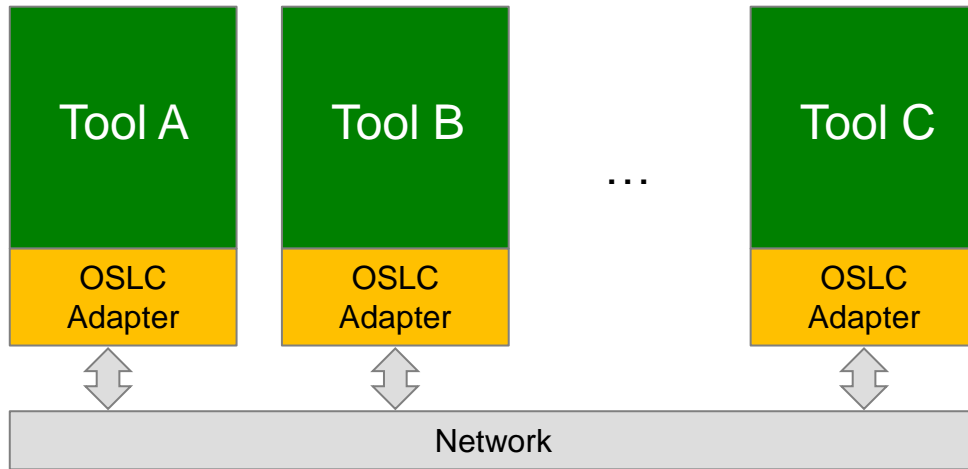 Tool A
Tool B
...
Tool C
OSLC
Adapter
OSLC
Adapter
OSLC
Adapter
Network